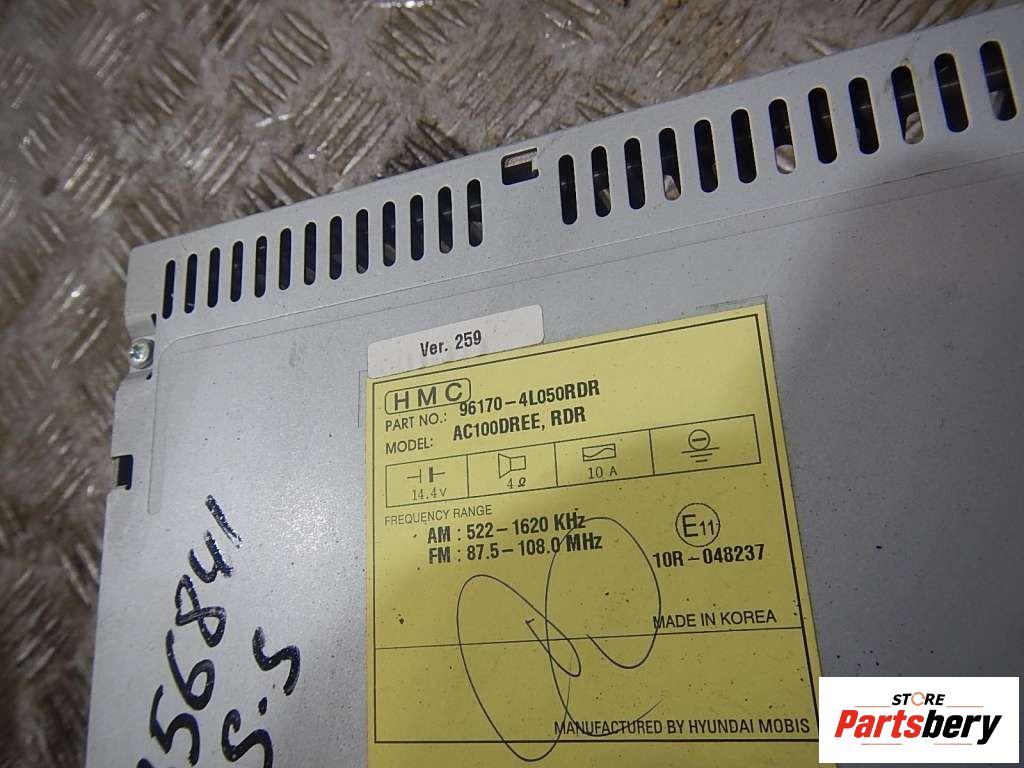 Ver. 259
HMC
PART NO.: 96170-4L050RDR
MODEL: AC100DREE, RDR
14.4V 4Ω 10 A
FREQUENCY RANGE
AM : 522-1620 KHz
FM : 87.5-108.0 MHz
E11
10R-048237
MADE IN KOREA
MANUFACTURED BY HYUNDAI MOBIS
56841
S.S
STORE
Partsbery